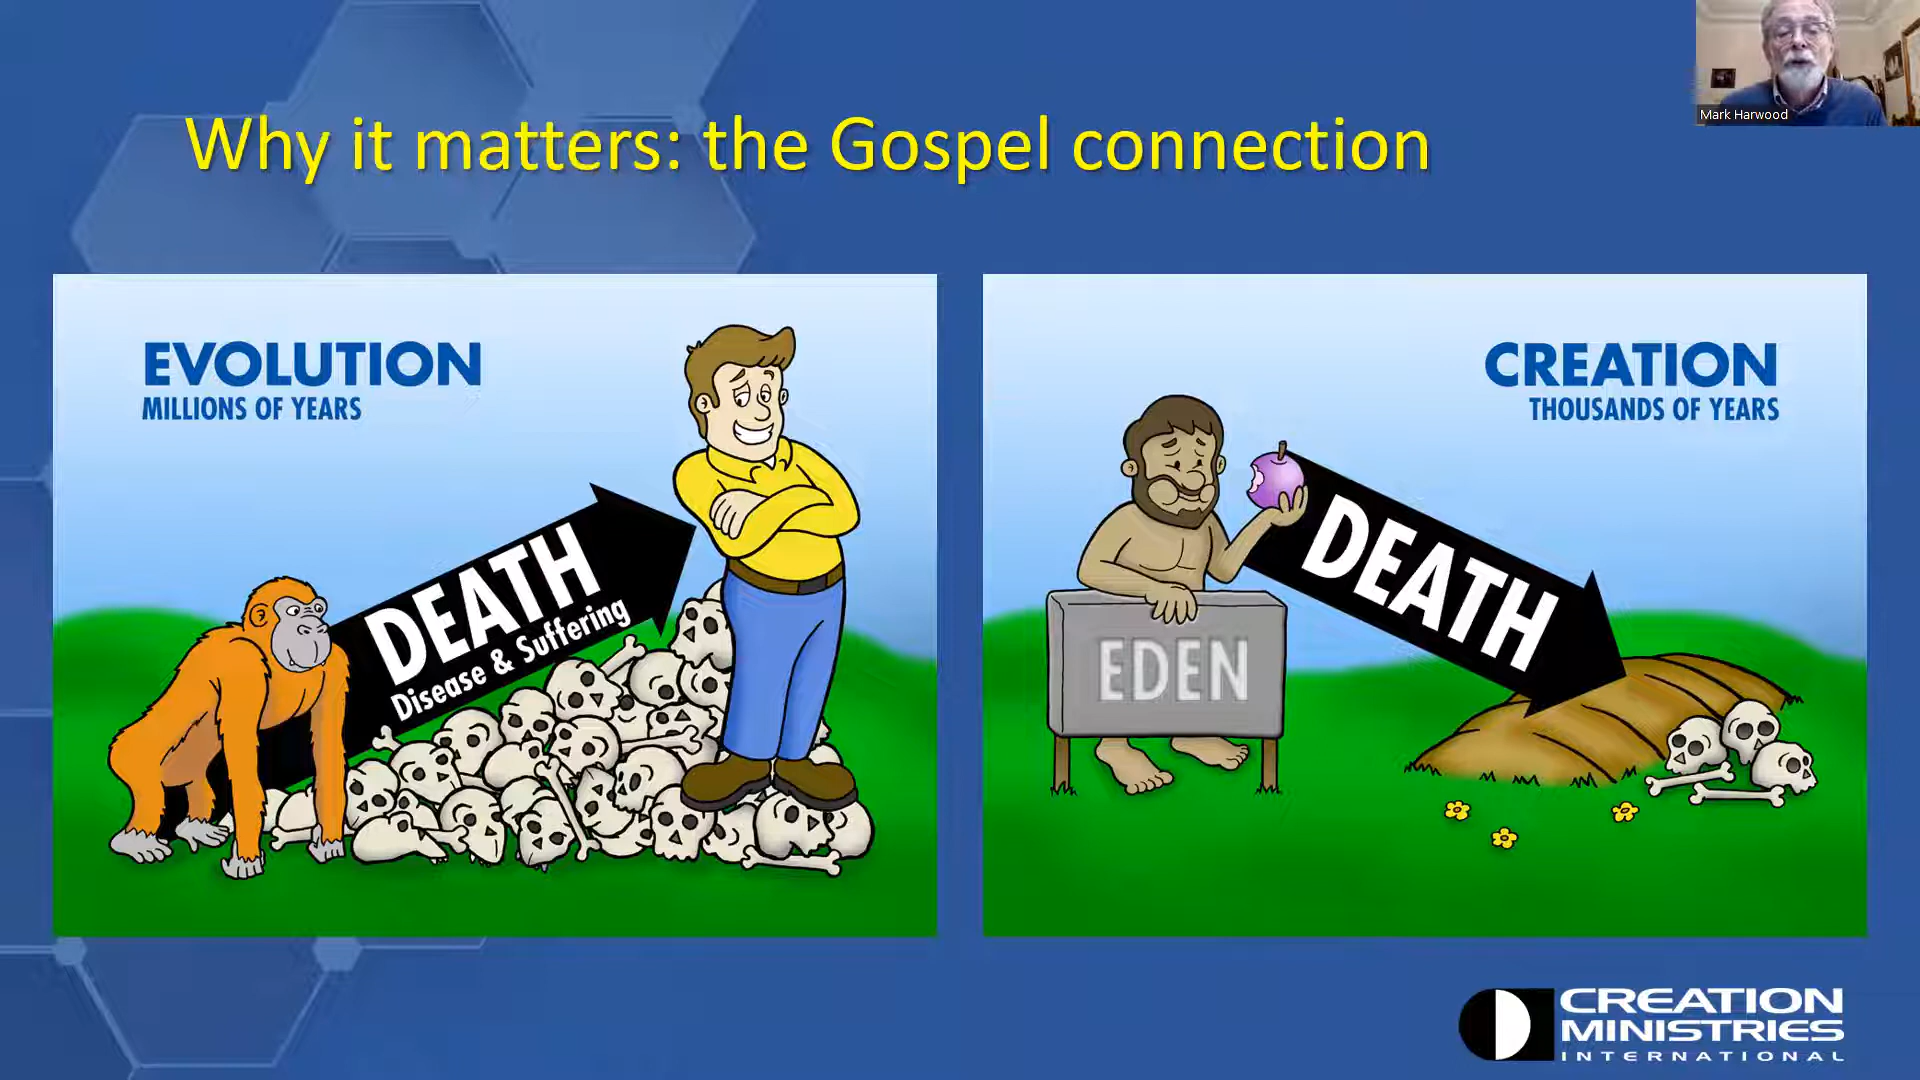 Mark Harwood
Why it matters: the Gospel connection
EVOLUTION
MILLIONS OF YEARS
DEATH
Disease & Suffering
CREATION
THOUSANDS OF YEARS
DEATH
EDEN
CREATION
MINISTRIES
INTERNATIONAL